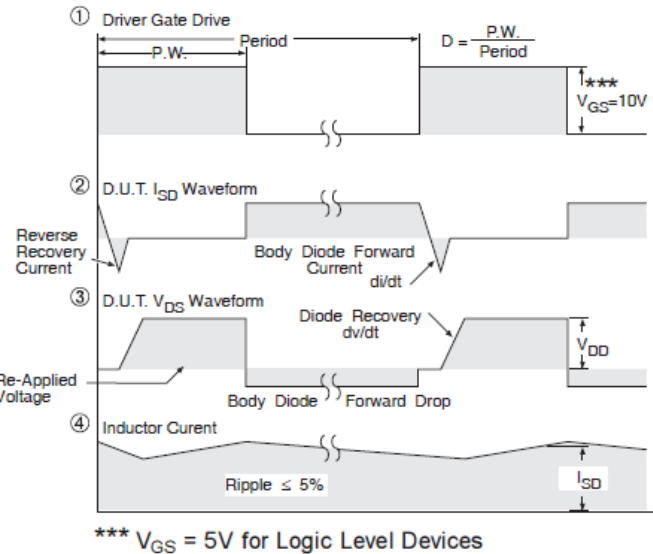 ① Driver Gate Drive
P.W.
Period
D = P.W.
Period
***
VGS=10V
② D.U.T. ISD Waveform
Reverse
Recovery
Current
Body Diode Forward
Current
di/dt
③ D.U.T. VDS Waveform
Diode Recovery
dv/dt
VDD
Re-Applied
Voltage
Body Diode Forward Drop
④ Inductor Curent
Ripple ≤ 5%
ISD
*** VGS = 5V for Logic Level Devices